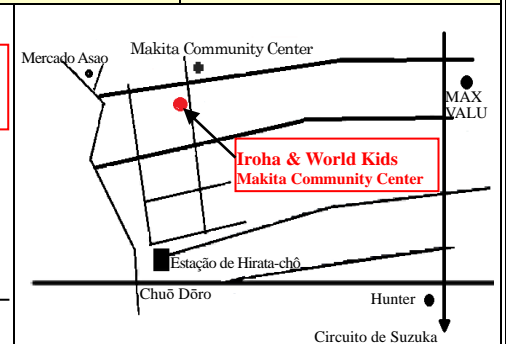 Makita Community Center
Mercado Asao
MAX
VALU
Iroha & World Kids
Makita Community Center
Estação de Hirata-chô
Chuō Dōro
Hunter
Circuito de Suzuka